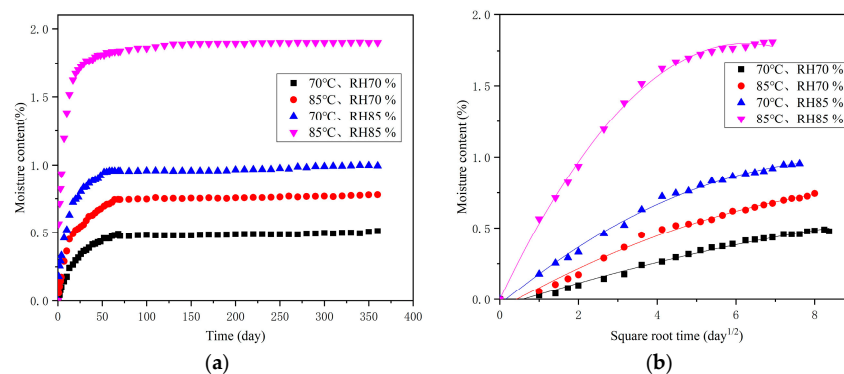 2.0
1.5
1.0
0.5
0.0
Moisture content(%)
0 50 100 150 200 250 300 350 400
Time (day)
70℃、RH70 %
85℃、RH70 %
70℃、RH85 %
85℃、RH85 %
(a)
2.0
1.5
1.0
0.5
0.0
Moisture content (%)
0 2 4 6 8
Square root time (day1/2)
70℃、RH70 %
85℃、RH70 %
70℃、RH85 %
85℃、RH85 %
(b)